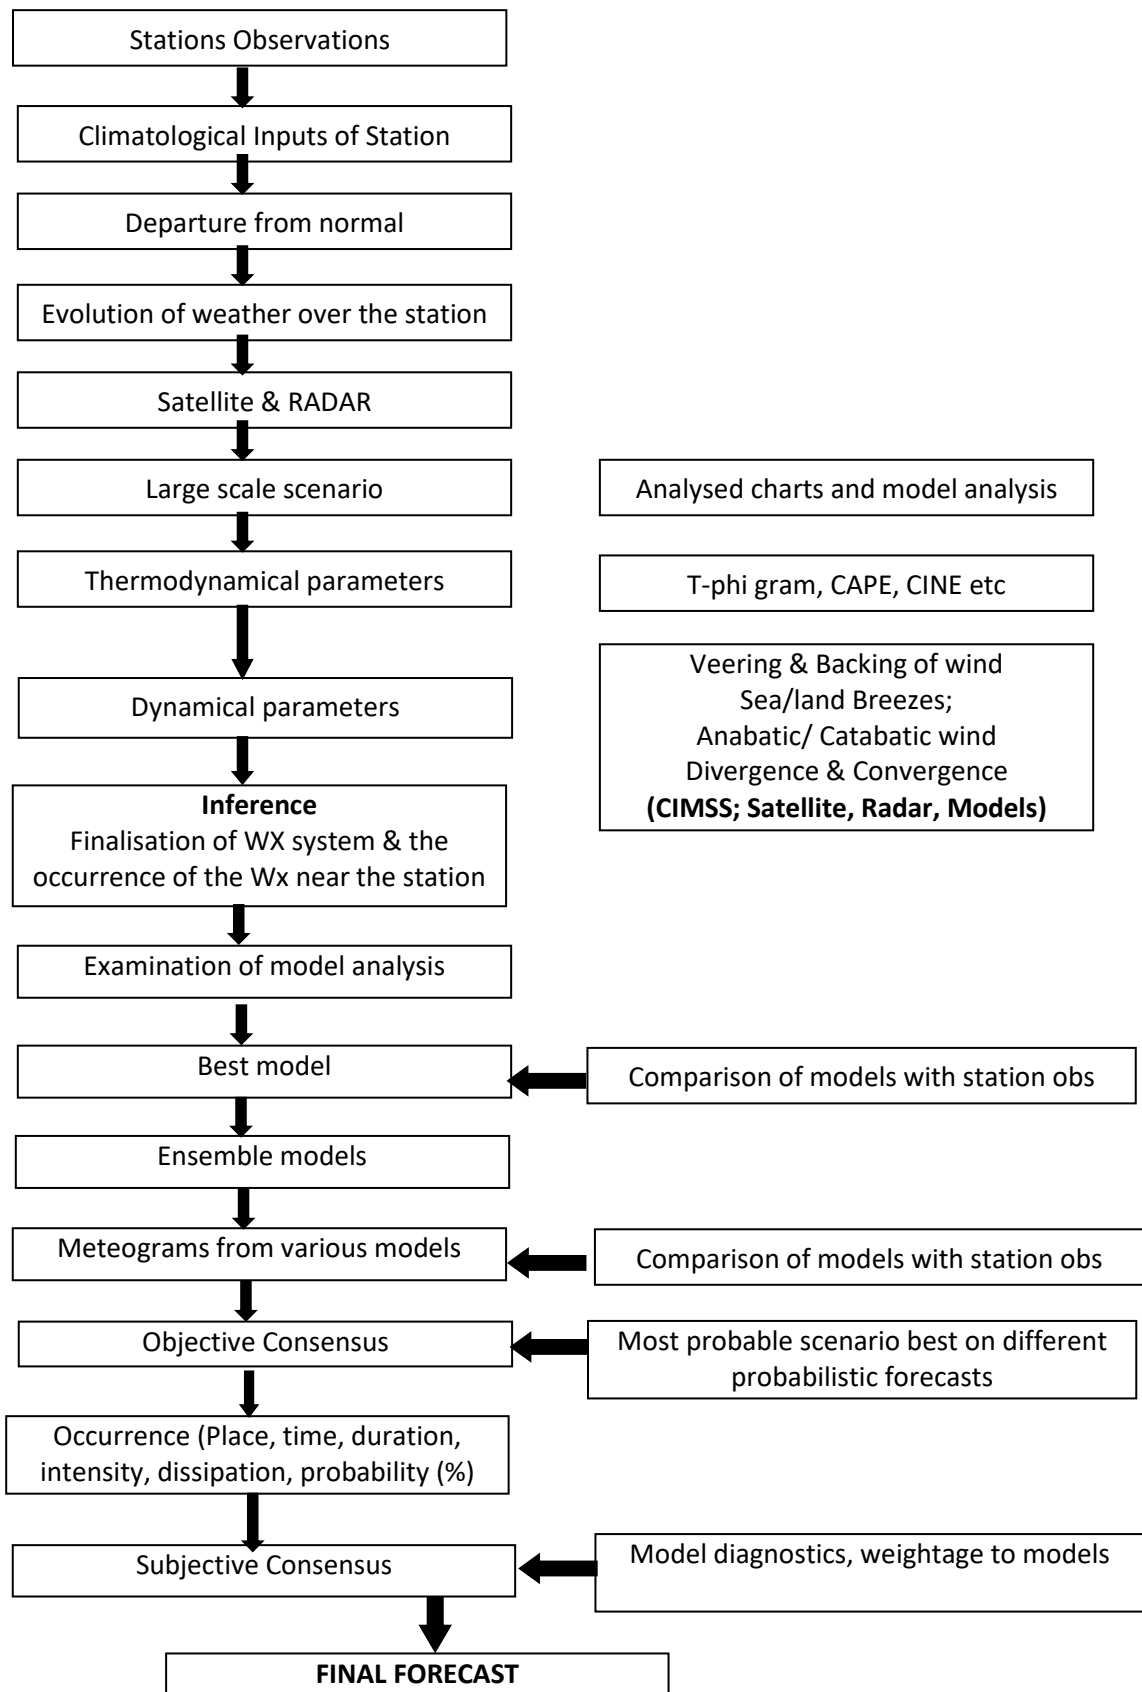 Stations Observations
Climatological Inputs of Station
Departure from normal
Evolution of weather over the station
Satellite & RADAR
Large scale scenario
Analysed charts and model analysis
Thermodynamical parameters
T-phi gram, CAPE, CINE etc
Dynamical parameters
Veering & Backing of wind
Sea/land Breezes;
Anabatic/ Catabatic wind
Divergence & Convergence
(CIMSS; Satellite, Radar, Models)
Inference
Finalisation of WX system & the
occurrence of the Wx near the station
Examination of model analysis
Best model
Comparison of models with station obs
Ensemble models
Meteograms from various models
Comparison of models with station obs
Objective Consensus
Most probable scenario best on different
probabilistic forecasts
Occurrence (Place, time, duration,
intensity, dissipation, probability (%)
Subjective Consensus
Model diagnostics, weightage to models
FINAL FORECAST